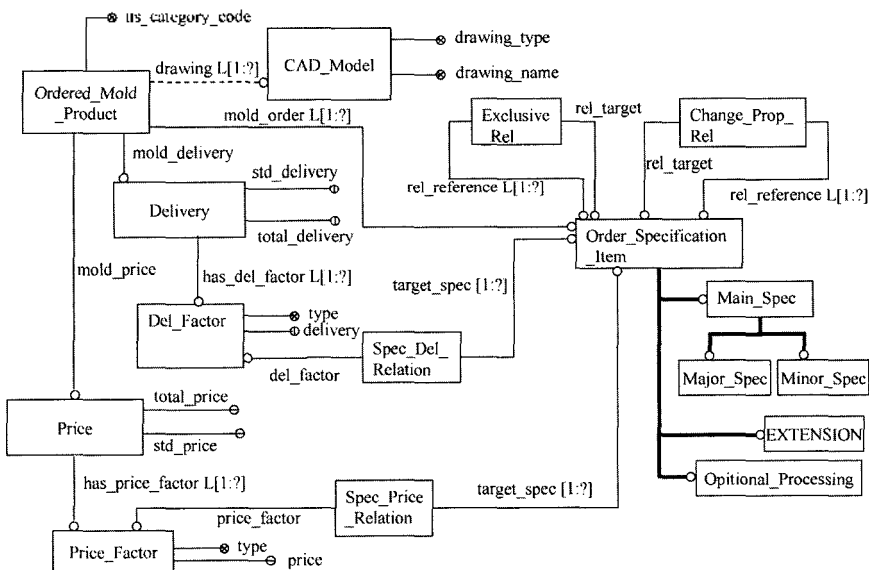 us_category_code
drawing L[1:?]
CAD_Model
drawing_type
drawing_name
Ordered_Mold
_Product
mold_order L[1:?]
Exclusive
_Rel
rel_target
Change_Prop_
Rel
rel_target
mold_delivery
std_delivery
rel_reference L[1:?]
rel_reference L[1:?]
Delivery
total_delivery
Order_Specification
_Item
mold_price
has_del_factor L[1:?]
target_spec [1:?]
Main_Spec
Del_Factor
type
delivery
Spec_Del_
Relation
del_factor
Major_Spec
Minor_Spec
total_price
Price
std_price
EXTENSION
Opitional_Processing
has_price_factor L[1:?]
Spec_Price
_Relation
target_spec [1:?]
price_factor
Price_Factor
type
price